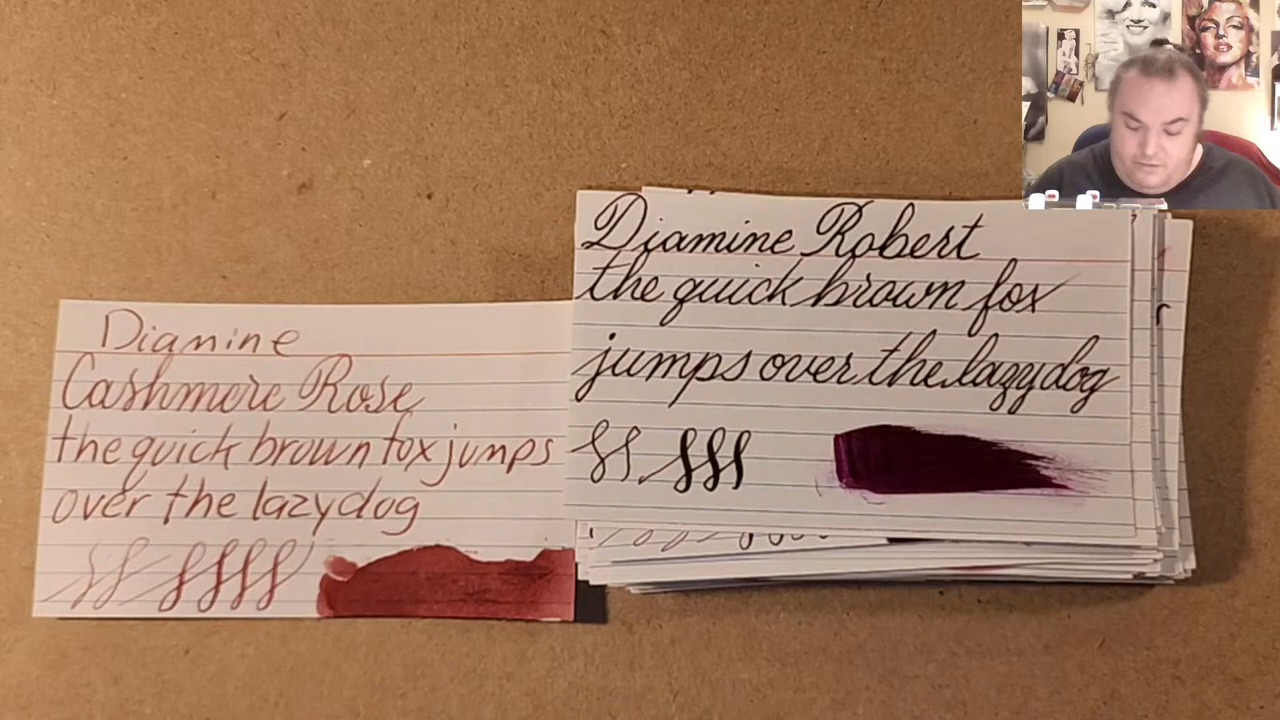 Diamine
Cashmere Rose
the quick brown fox jumps
over the lazy dog
Diamine Robert
the quick brown fox
jumps over the lazy dog